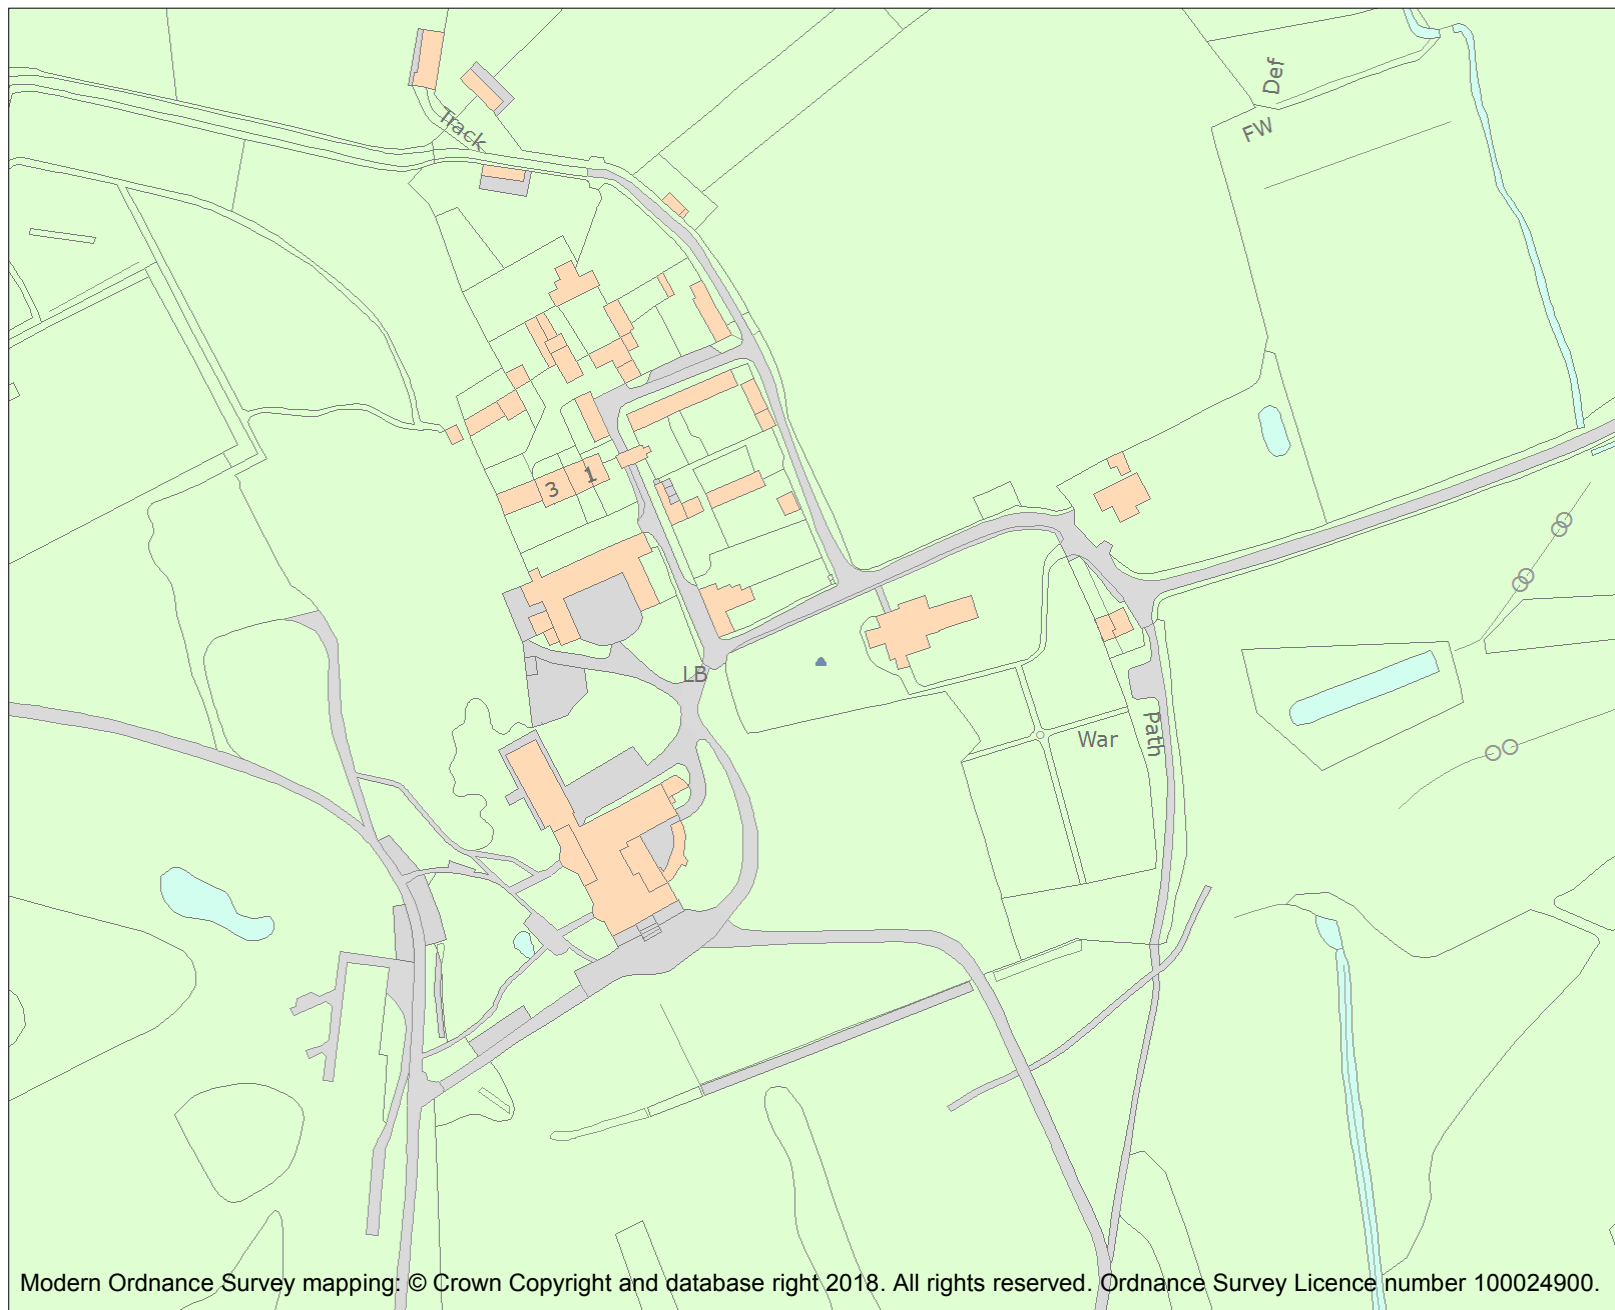 Def
FW
Track
3
1
LB
War
Path
Modern Ordnance Survey mapping: © Crown Copyright and database right 2018. All rights reserved. Ordnance Survey Licence number 100024900.